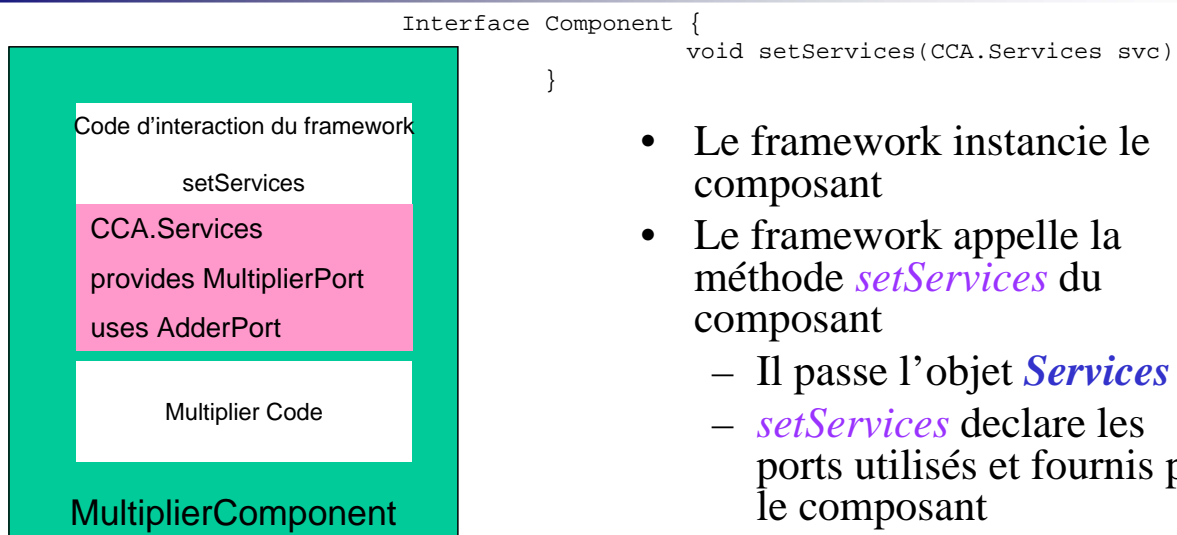 Interface Component {
void setServices(CCA.Services svc)
}
Code d’interaction du framework
setServices
CCA.Services
provides MultiplierPort
uses AdderPort
Multiplier Code
MultiplierComponent
• Le framework instancie le
composant
• Le framework appelle la
méthode setServices du
composant
– Il passe l’objet Services
– setServices declare les
ports utilisés et fournis
le composant